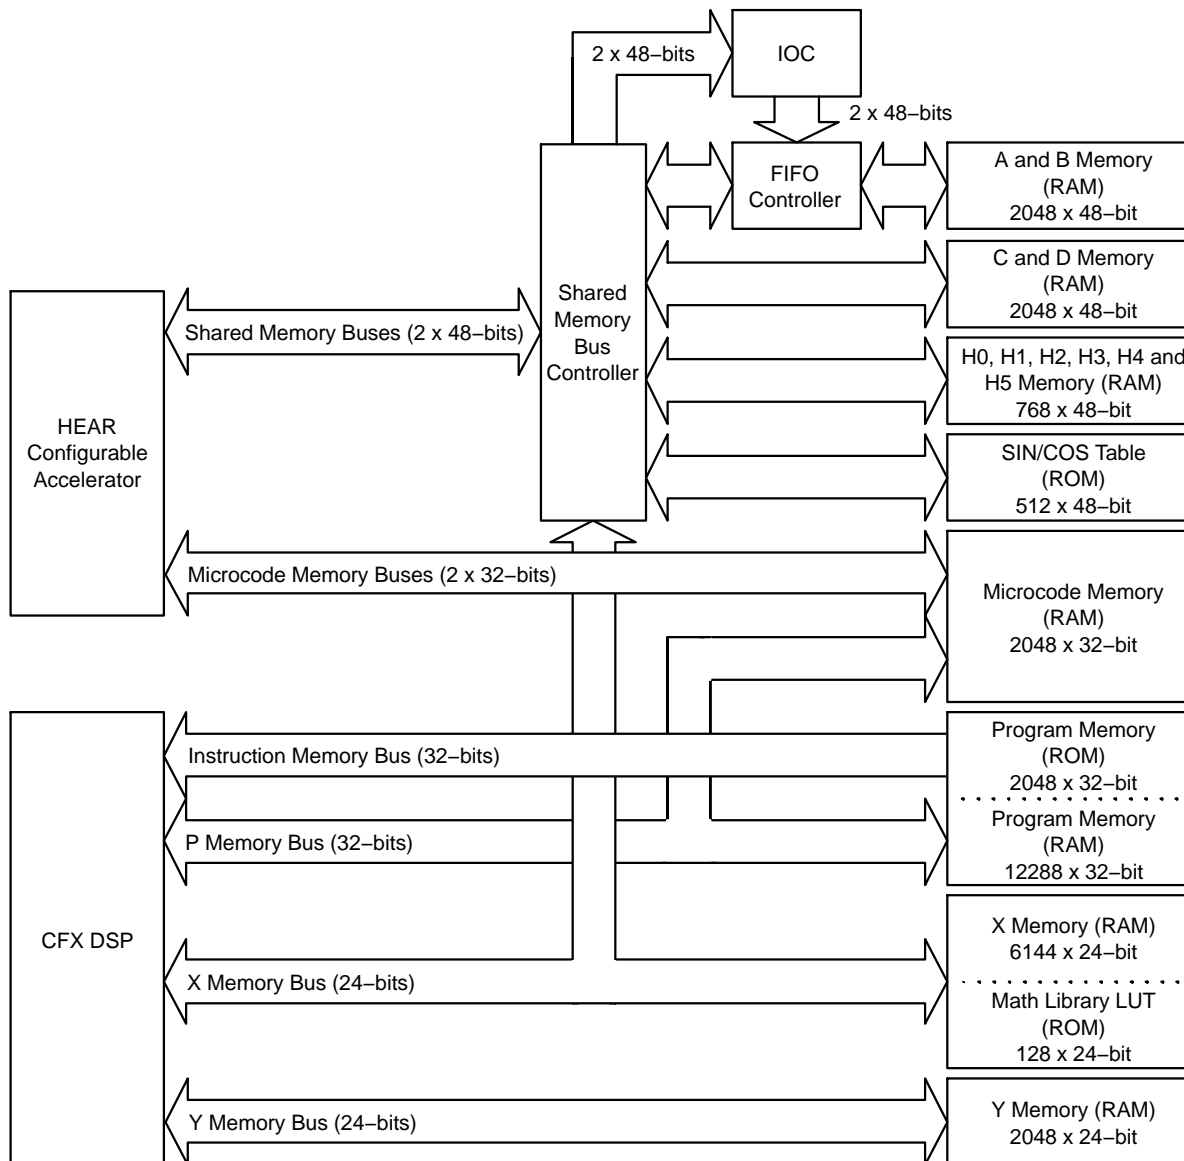 2 x 48−bits
IOC
2 x 48−bits
FIFO
Controller
A and B Memory
(RAM)
2048 x 48−bit
C and D Memory
(RAM)
2048 x 48−bit
Shared
Memory
Bus
Controller
Shared Memory Buses (2 x 48−bits)
H0, H1, H2, H3, H4 and
H5 Memory (RAM)
768 x 48−bit
HEAR
Configurable
Accelerator
SIN/COS Table
(ROM)
512 x 48−bit
Microcode Memory Buses (2 x 32−bits)
Microcode Memory
(RAM)
2048 x 32−bit
Instruction Memory Bus (32−bits)
Program Memory
(ROM)
2048 x 32−bit
P Memory Bus (32−bits)
Program Memory
(RAM)
12288 x 32−bit
CFX DSP
X Memory (RAM)
6144 x 24−bit
X Memory Bus (24−bits)
Math Library LUT
(ROM)
128 x 24−bit
Y Memory Bus (24−bits)
Y Memory (RAM)
2048 x 24−bit